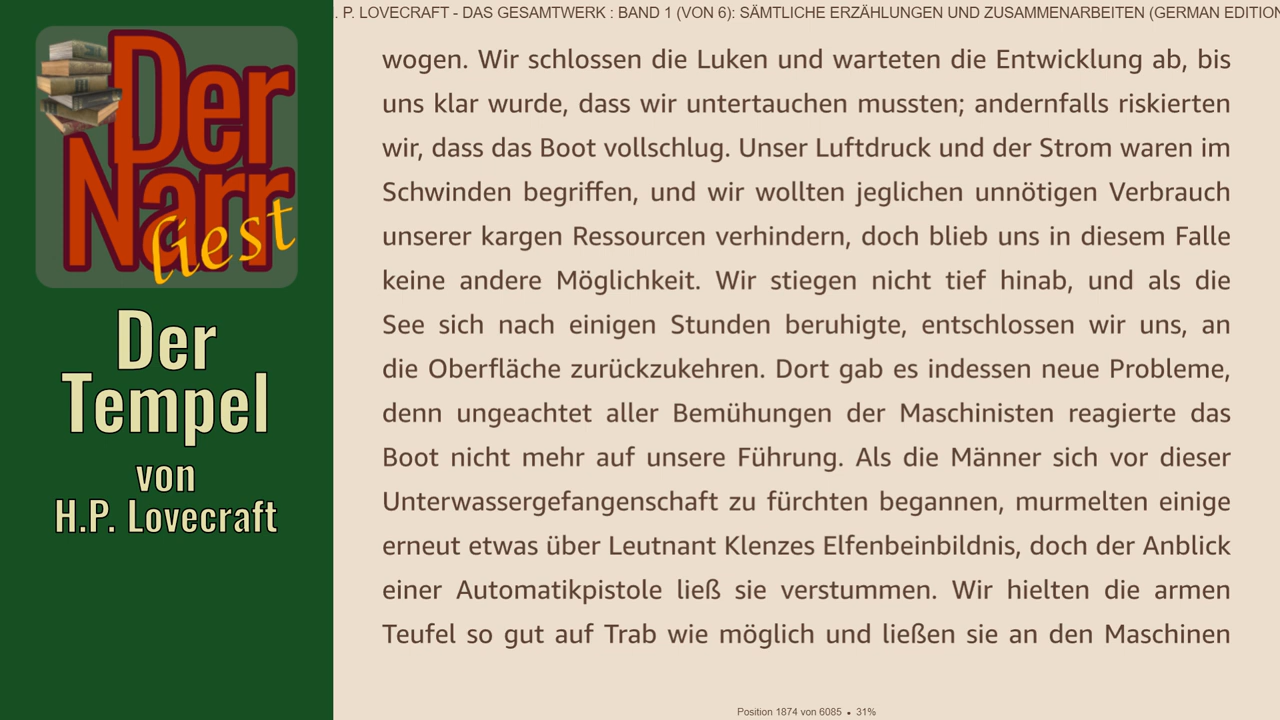 Der
Narr
liest
Der
Tempel
von
H.P. Lovecraft
. P. LOVECRAFT - DAS GESAMTWERK : BAND 1 (VON 6): SÄMTLICHE ERZÄHLUNGEN UND ZUSAMMENARBEITEN (GERMAN EDITION
wogen. Wir schlossen die Luken und warteten die Entwicklung ab, bis
uns klar wurde, dass wir untertauchen mussten; andernfalls riskierten
wir, dass das Boot vollschlug. Unser Luftdruck und der Strom waren im
Schwinden begriffen, und wir wollten jeglichen unnötigen Verbrauch
unserer kargen Ressourcen verhindern, doch blieb uns in diesem Falle
keine andere Möglichkeit. Wir stiegen nicht tief hinab, und als die
See sich nach einigen Stunden beruhigte, entschlossen wir uns, an
die Oberfläche zurückzukehren. Dort gab es indessen neue Probleme,
denn ungeachtet aller Bemühungen der Maschinisten reagierte das
Boot nicht mehr auf unsere Führung. Als die Männer sich vor dieser
Unterwassergefangenschaft zu fürchten begannen, murmelten einige
erneut etwas über Leutnant Klenzes Elfenbeinbildnis, doch der Anblick
einer Automatikpistole ließ sie verstummen. Wir hielten die armen
Teufel so gut auf Trab wie möglich und ließen sie an den Maschinen
Position 1874 von 6085 • 31%